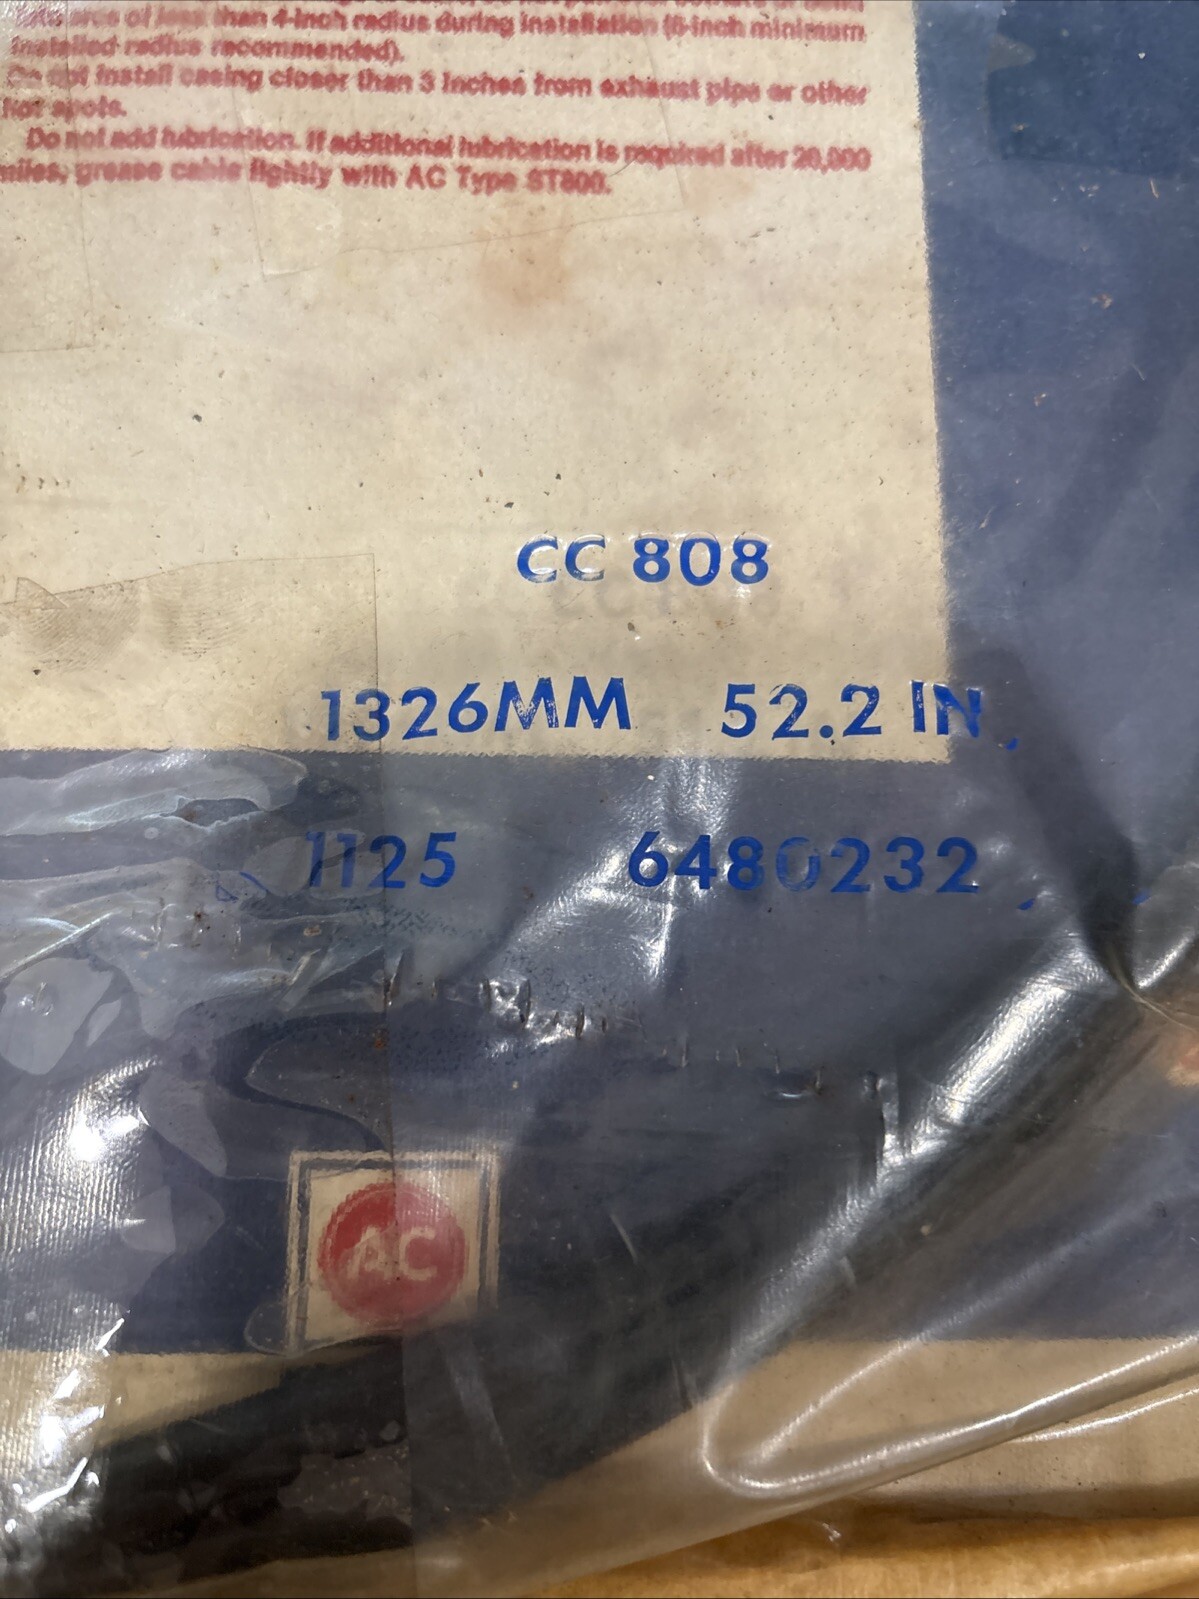 arc of less than 4-inch radius during installation (6-inch minimum
installed radius recommended).
Do not install casing closer than 3 inches from exhaust pipe or other
hot spots.
Do not add lubrication. If additional lubrication is required after 20,000
miles, grease cable lightly with AC Type ST800.
CC 808
1326MM 52.2 IN
1125 6480232
AC